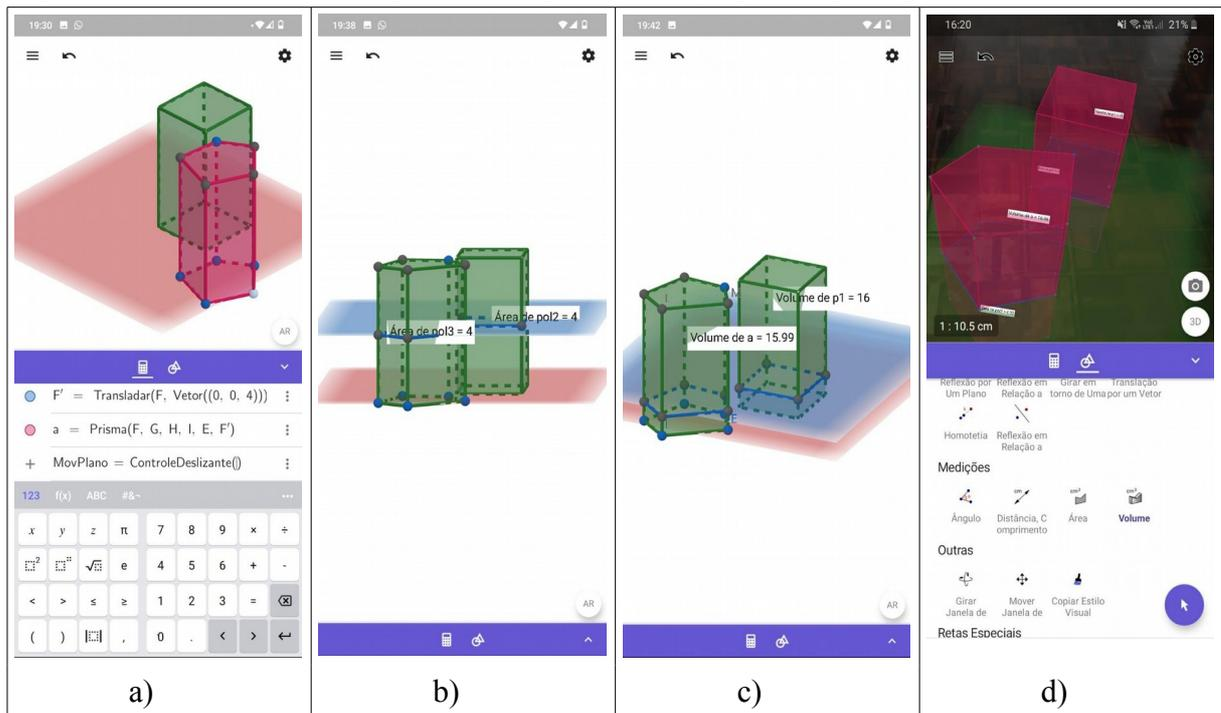 19:30
AR
F′ = Transladar(F, Vetor((0, 0, 4)))
a = Prisma(F, G, H, I, E, F′)
MovPlano = ControleDeslizante()
123 f(x) ABC #&¬
x y z π 7 8 9 × ÷
e 4 5 6 + -
< > ≤ ≥ 1 2 3 =
( ) , 0 . < >
a)
19:38
Área de pol2 = 4
Área de pol3 = 4
AR
b)
19:42
Volume de p1 = 16
Volume de a = 15.99
AR
c)
16:20 21%
1 : 10.5 cm
3D
Reflexão por Reflexão em Girar em Translação
Um Plano Relação a torno de Uma por um Vetor
Homotetia Reflexão em
Relação a
Medições
Ângulo Distância, C Área Volume
omprimento
Outras
Girar Mover Copiar Estilo
Janela de Janela de Visual
Retas Especiais
d)